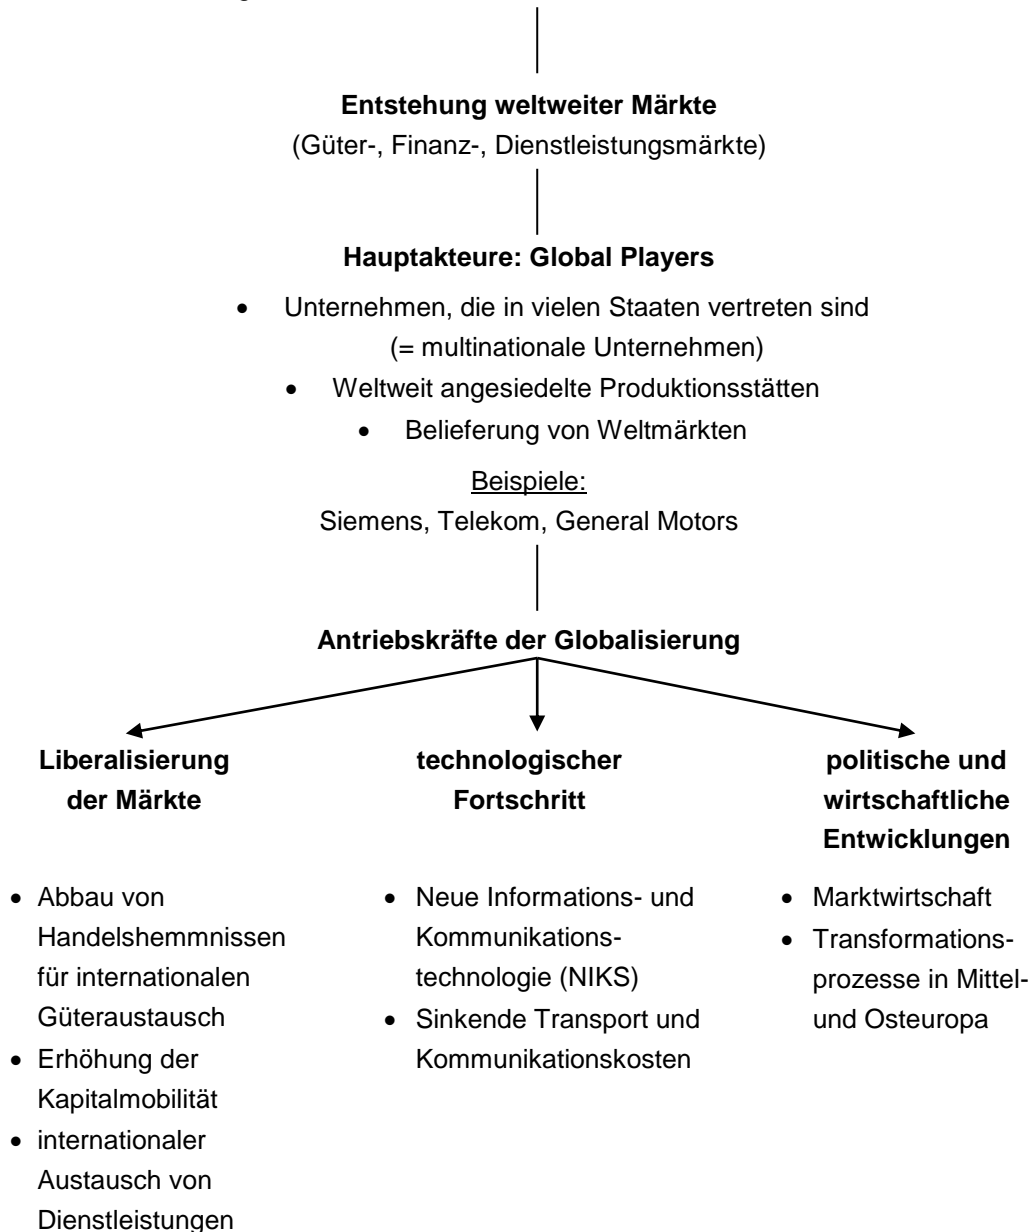 Entstehung weltweiter Märkte
(Güter-, Finanz-, Dienstleistungsmärkte)
Hauptakteure: Global Players
• Unternehmen, die in vielen Staaten vertreten sind
(= multinationale Unternehmen)
• Weltweit angesiedelte Produktionsstätten
• Belieferung von Weltmärkten
Beispiele:
Siemens, Telekom, General Motors
Antriebskräfte der Globalisierung
Liberalisierung
der Märkte
• Abbau von
Handelshemmnissen
für internationalen
Güteraustausch
• Erhöhung der
Kapitalmobilität
• internationaler
Austausch von
Dienstleistungen
technologischer
Fortschritt
• Neue Informations- und
Kommunikations-
technologie (NIKS)
• Sinkende Transport und
Kommunikationskosten
politische und
wirtschaftliche
Entwicklungen
• Marktwirtschaft
• Transformations-
prozesse in Mittel-
und Osteuropa